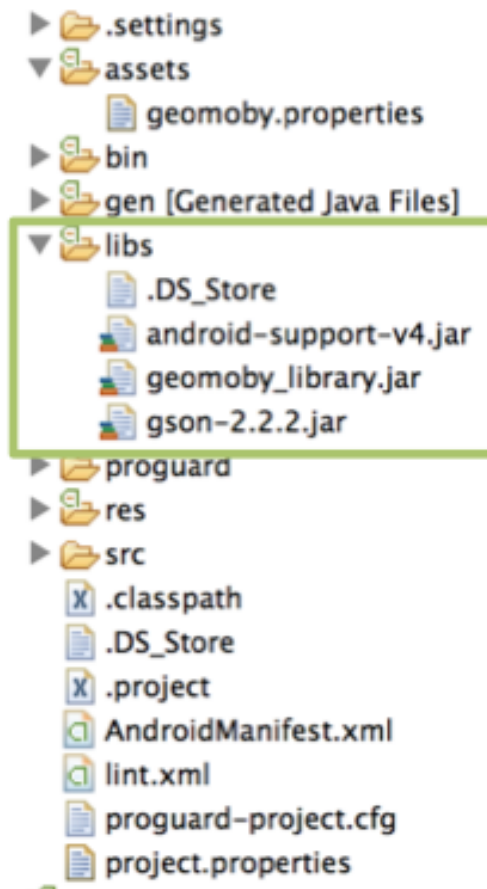 .settings
assets
geomoby.properties
bin
gen [Generated Java Files]
libs
.DS_Store
android-support-v4.jar
geomoby_library.jar
gson-2.2.2.jar
proguard
res
src
.classpath
.DS_Store
.project
AndroidManifest.xml
lint.xml
proguard-project.cfg
project.properties